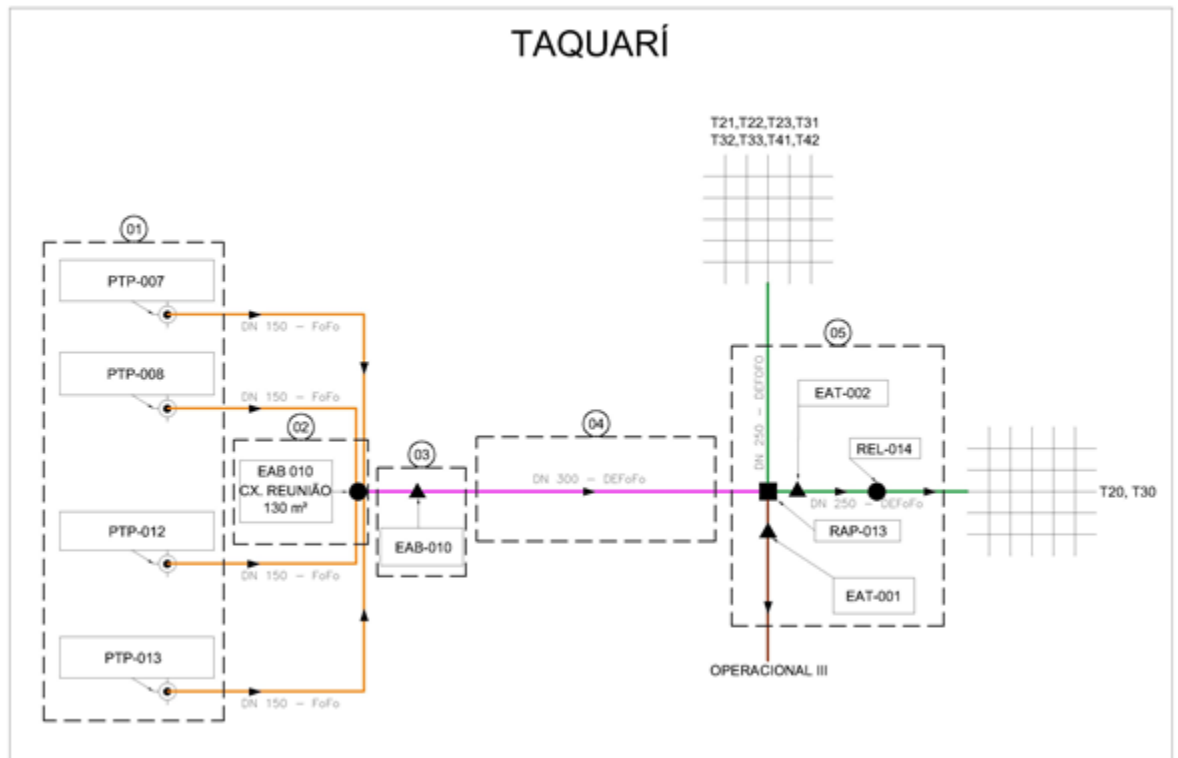 TAQUARÍ
T21,T22,T23,T31
T32,T33,T41,T42
01
PTP-007
DN 150 - FoFo
PTP-008
DN 150 - FoFo
02
EAB 010
CX. REUNIÃO
130 m³
03
EAB-010
04
DN 300 - DEFoFo
05
DN 250 - DEFOFO
EAT-002
REL-014
DN 250 - DEFoFo
RAP-013
EAT-001
T20, T30
PTP-012
DN 150 - FoFo
PTP-013
DN 150 - FoFo
OPERACIONAL III